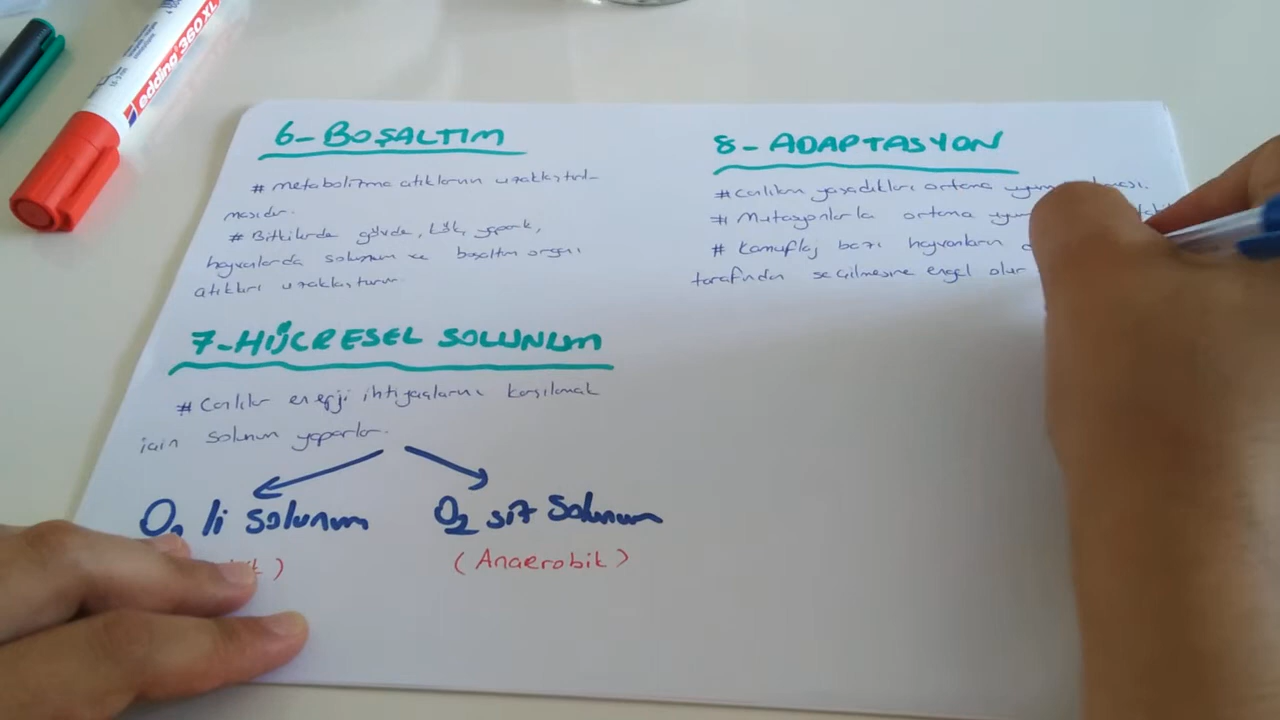 edding 360 XL
6- BOŞALTIM
# Metabolizma atıklarının uzaklaştırıl-
masıdır.
# Bitkilerde gövde, kök, yaprak,
hayvanlarda solunum ve boşaltım organı
atıkları uzaklaştırır.
7- HÜCRESEL SOLUNUM
# Canlılar enerji ihtiyaçlarını karşılamak
için solunum yaparlar.
O2 li solunum
O2 siz solunum
(Anaerobik)
8- ADAPTASYON
# Canlıların yaşadıkları ortama
# Mutasyonlarla ortama
# Kamuflaj bazı hayvanların
tarafından seçilmesine engel olur